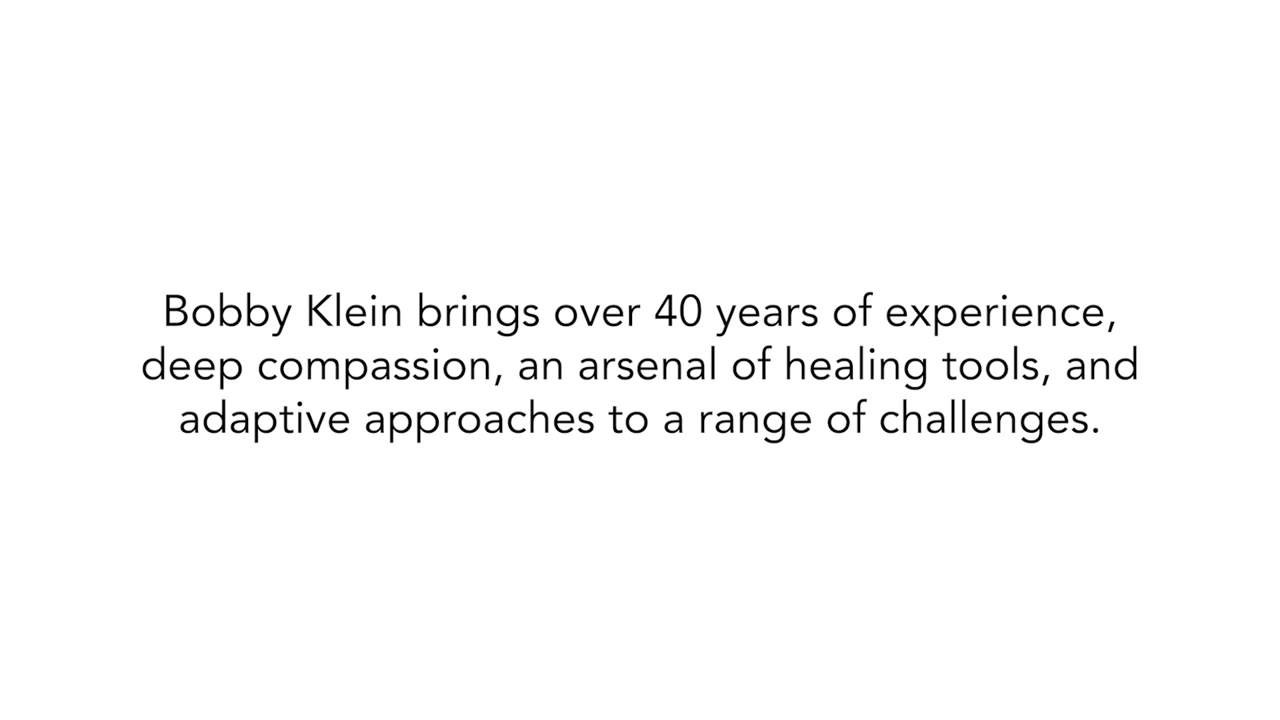 Bobby Klein brings over 40 years of experience,
deep compassion, an arsenal of healing tools, and
adaptive approaches to a range of challenges.